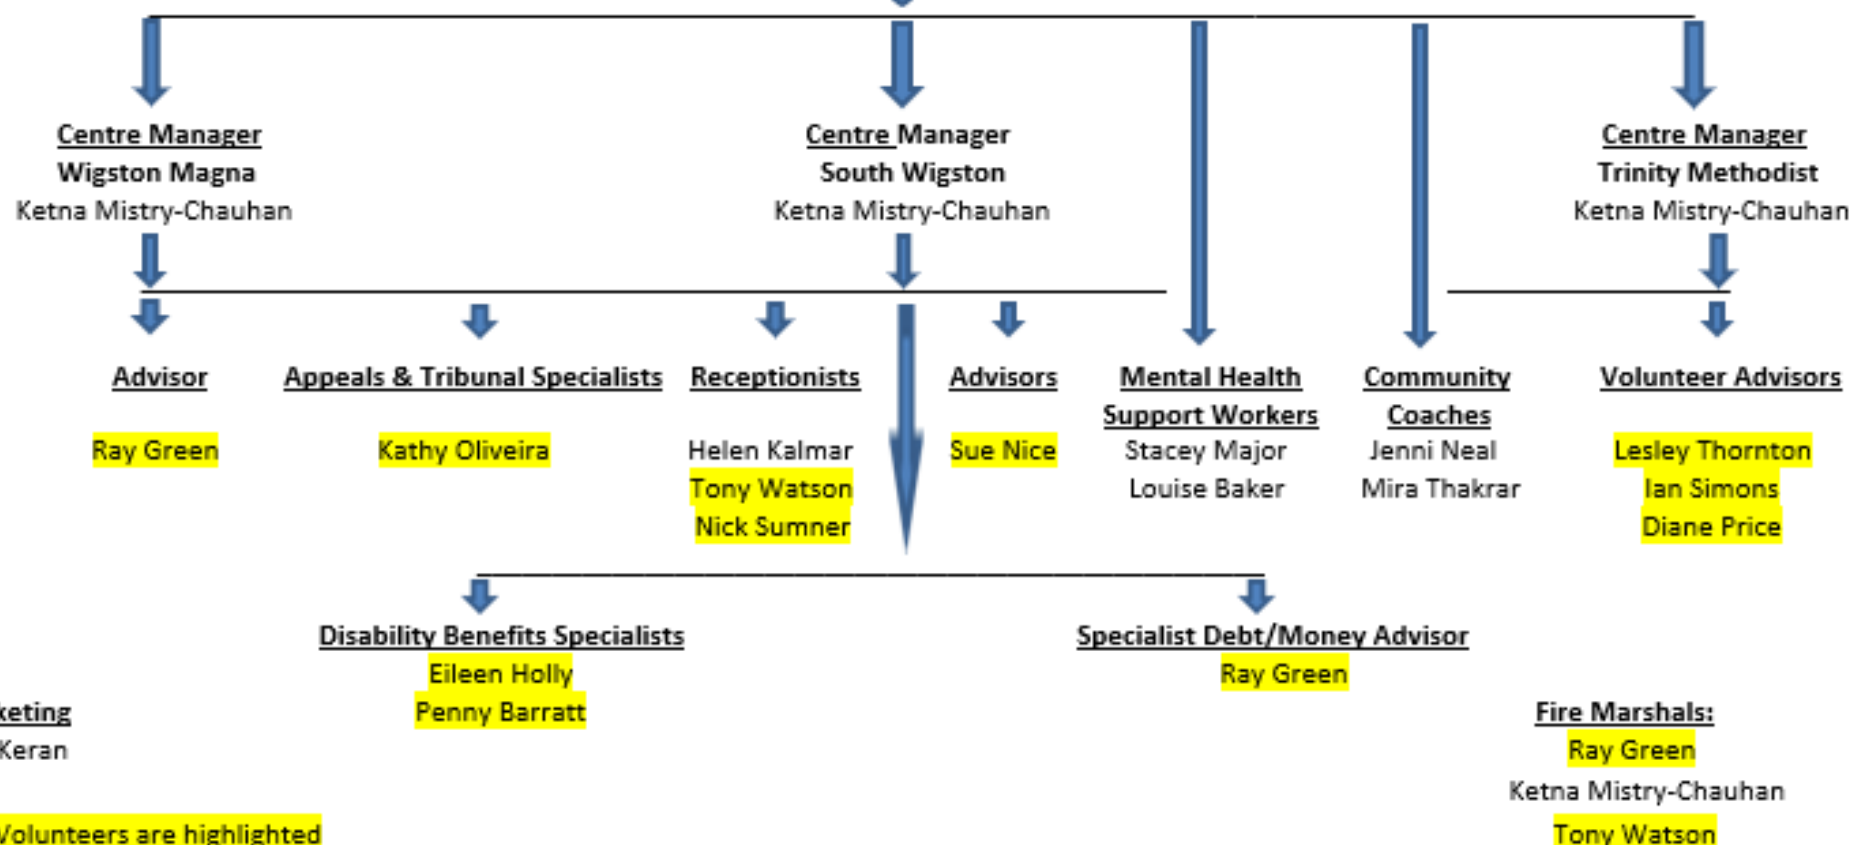 Centre Manager
Wigston Magna
Ketna Mistry-Chauhan
Centre Manager
South Wigston
Ketna Mistry-Chauhan
Centre Manager
Trinity Methodist
Ketna Mistry-Chauhan
Advisor
Ray Green
Appeals & Tribunal Specialists
Kathy Oliveira
Receptionists
Helen Kalmar
Tony Watson
Nick Sumner
Advisors
Sue Nice
Mental Health
Support Workers
Stacey Major
Louise Baker
Community
Coaches
Jenni Neal
Mira Thakrar
Volunteer Advisors
Lesley Thornton
Ian Simons
Diane Price
Disability Benefits Specialists
Eileen Holly
Penny Barratt
Specialist Debt/Money Advisor
Ray Green
keting
Keran
Volunteers are highlighted
Fire Marshals:
Ray Green
Ketna Mistry-Chauhan
Tony Watson